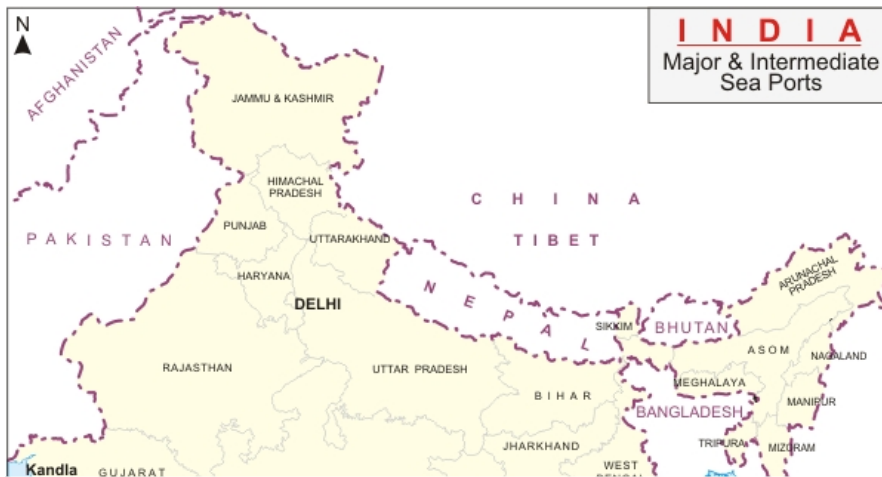 N
I N D I A
Major & Intermediate
Sea Ports
AFGHANISTAN
JAMMU & KASHMIR
HIMACHAL
PRADESH
C H I N A
PAKISTAN
PUNJAB
UTTARAKHAND
TIBET
HARYANA
ARUNACHAL
PRADESH
DELHI
NEPAL
SIKKIM
BHUTAN
RAJASTHAN
UTTAR PRADESH
ASOM
NAGALAND
BIHAR
MEGHALAYA
MANIPUR
BANGLADESH
JHARKHAND
TRIPURA
MIZORAM
Kandla
GUJARAT
WEST